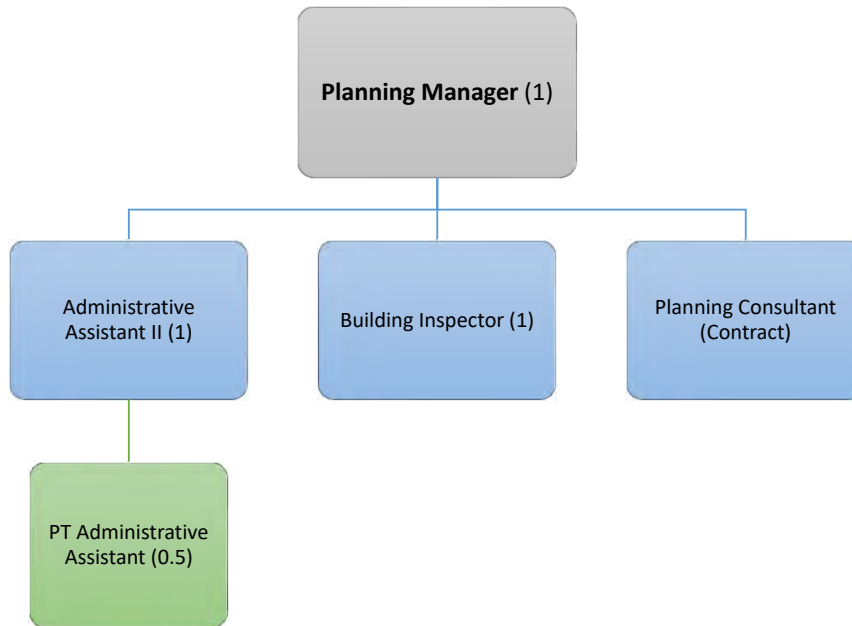 Planning Manager (1)
Administrative
Assistant II (1)
Building Inspector (1)
Planning Consultant
(Contract)
PT Administrative
Assistant (0.5)